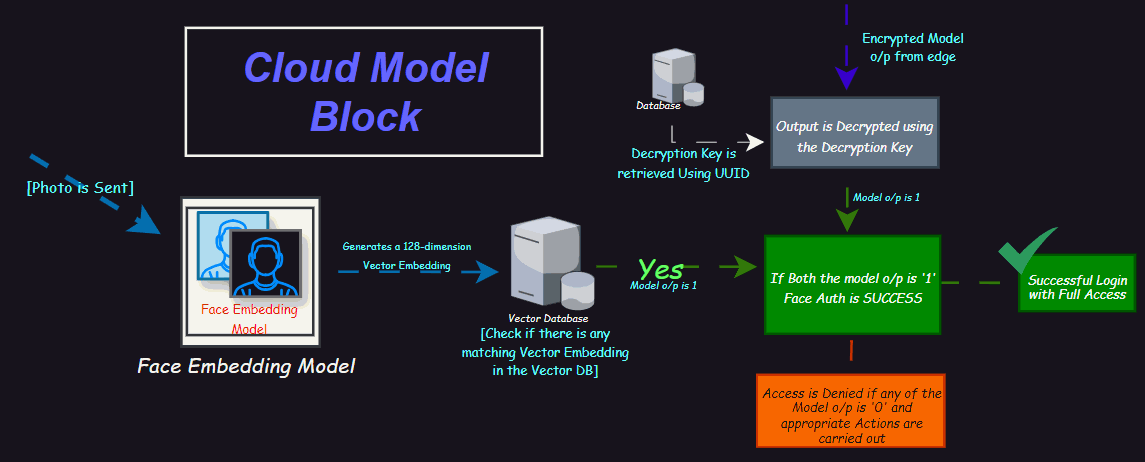 Cloud Model
Block
Encrypted Model
o/p from edge
Database
Decryption Key is
retrieved Using UUID
Output is Decrypted using
the Decryption Key
[Photo is Sent]
Model o/p is 1
Face Embedding
Model
Face Embedding Model
Generates a 128-dimension
Vector Embedding
Vector Database
[Check if there is any
matching Vector Embedding
in the Vector DB]
Yes
Model o/p is 1
If Both the model o/p is '1'
Face Auth is SUCCESS
Successful Login
with Full Access
Access is Denied if any of the
Model o/p is '0' and
appropriate Actions are
carried out